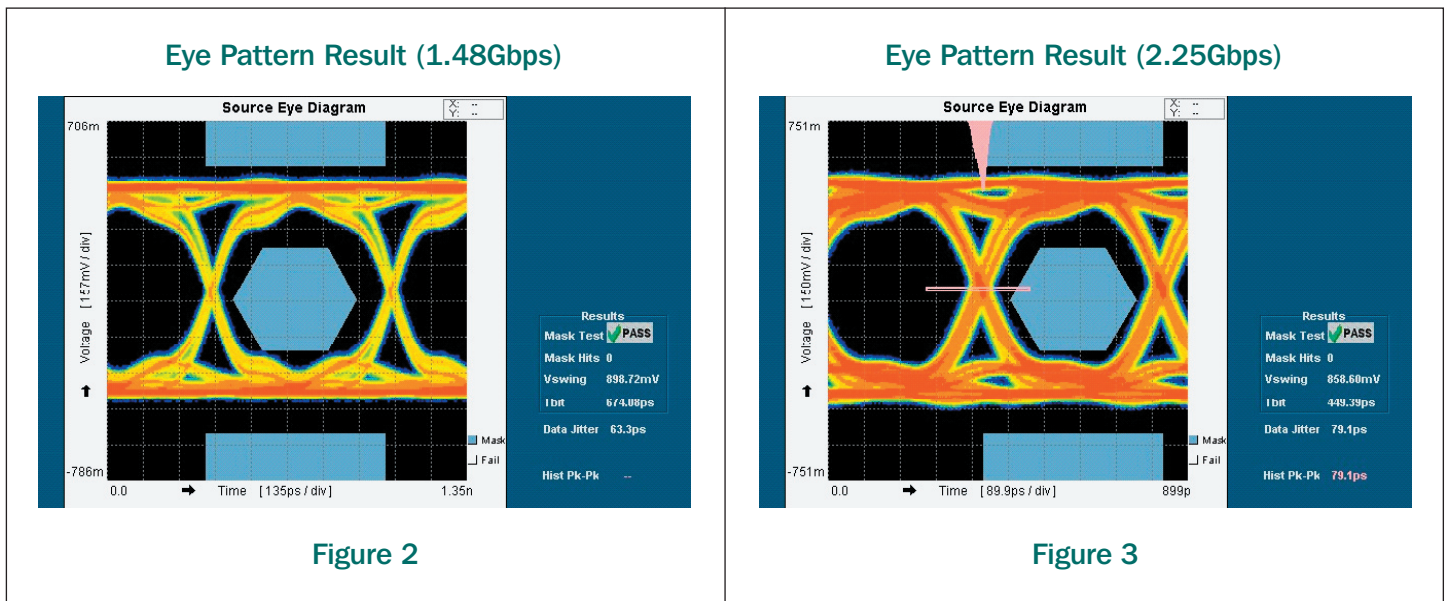 Eye Pattern Result (1.48Gbps)
Source Eye Diagram
X: --
Y: --
706m
Voltage [157mV / div]
-786m
0.0
Time [135ps / div]
1.35n
Mask
Fail
Results
Mask Test PASS
Mask Hits 0
Vswing 898.72mV
Tbit 674.08ps
Data Jitter 63.3ps
Hist Pk-Pk --
Figure 2
Eye Pattern Result (2.25Gbps)
Source Eye Diagram
X: --
Y: --
751m
Voltage [150mV / div]
-751m
0.0
Time [89.9ps / div]
899p
Mask
Fail
Results
Mask Test PASS
Mask Hits 0
Vswing 858.60mV
Tbit 449.39ps
Data Jitter 79.1ps
Hist Pk-Pk 79.1ps
Figure 3